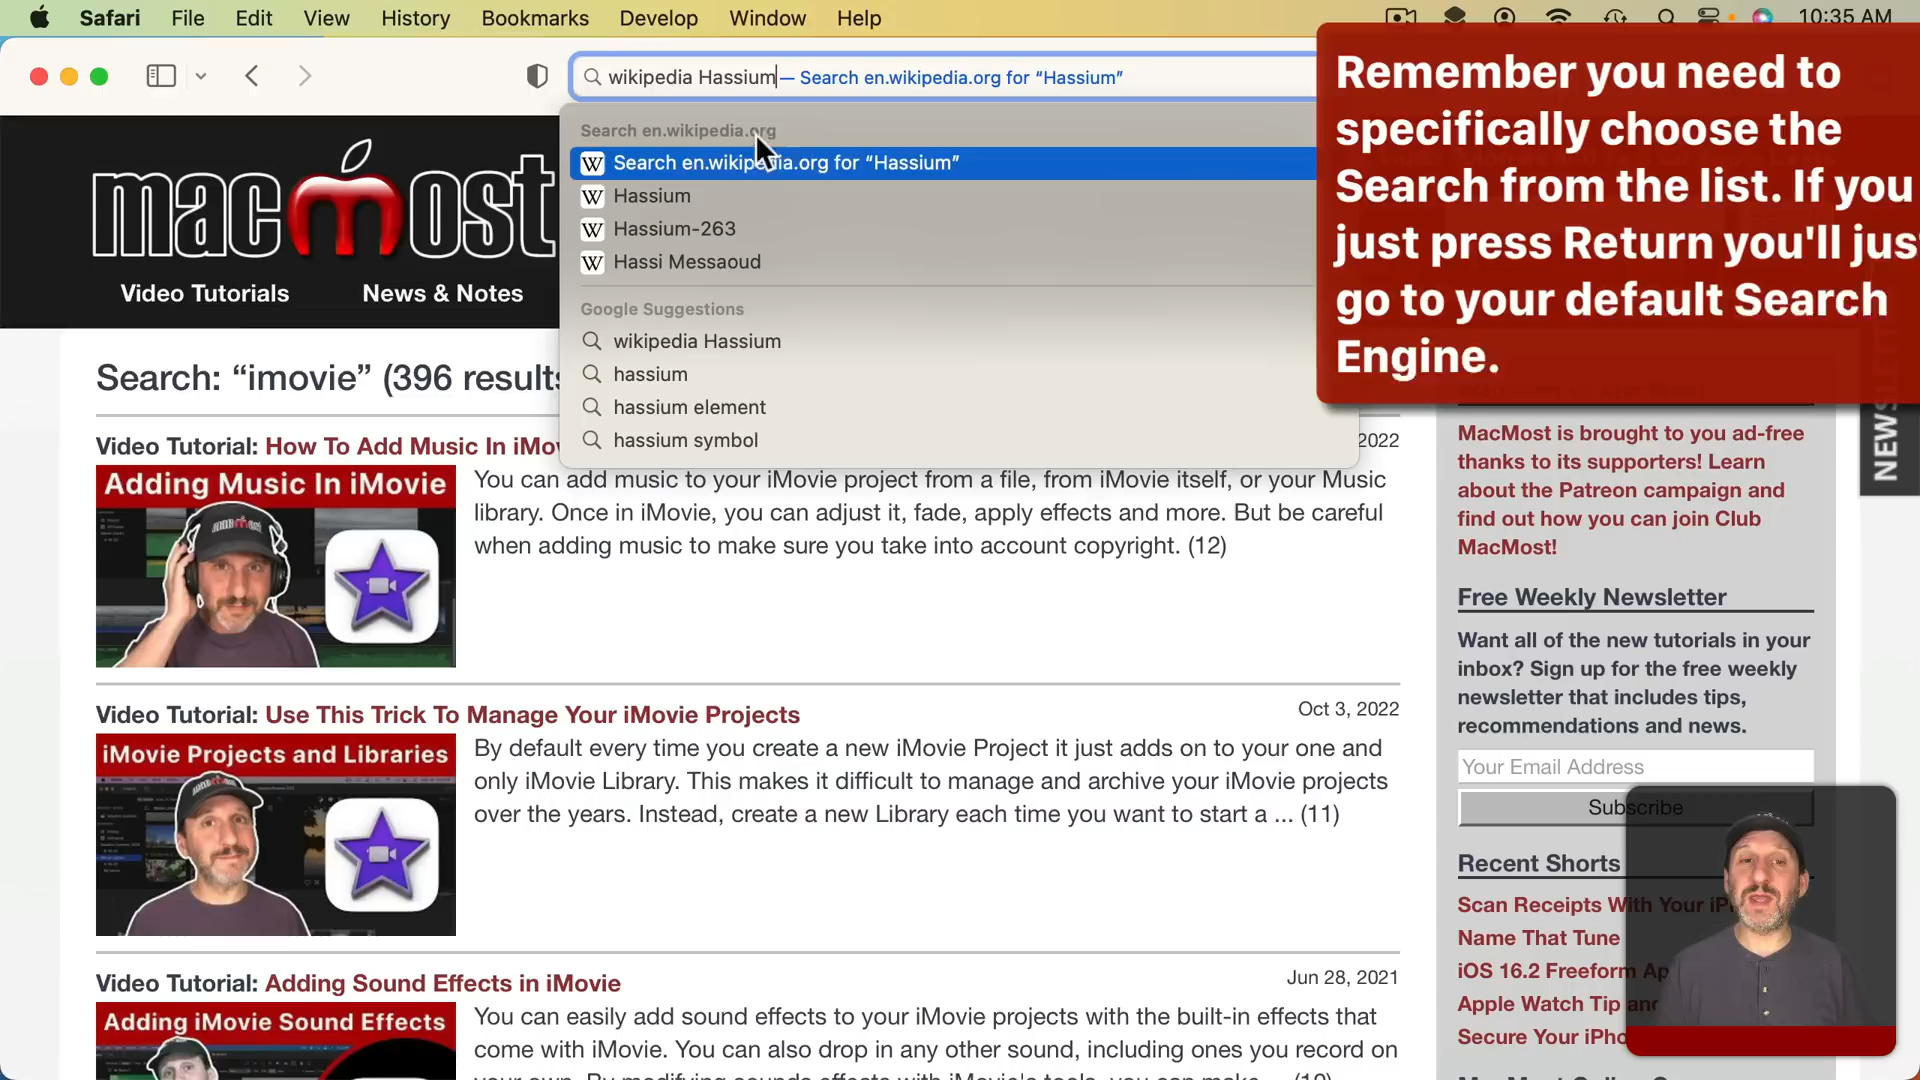 Safari File Edit View History Bookmarks Develop Window Help 10:35 AM
wikipedia Hassium — Search en.wikipedia.org for “Hassium”
Search en.wikipedia.org
Search en.wikipedia.org for “Hassium”
Hassium
Hassium-263
Hassi Messaoud
Google Suggestions
wikipedia Hassium
hassium
hassium element
hassium symbol
Remember you need to
specifically choose the
Search from the list. If you
just press Return you'll jus
go to your default Search
Engine.
macmost
Video Tutorials News & Notes
Search: “imovie” (396 results
Video Tutorial: How To Add Music In iMov
2022
Adding Music In iMovie
You can add music to your iMovie project from a file, from iMovie itself, or your Music
library. Once in iMovie, you can adjust it, fade, apply effects and more. But be careful
when adding music to make sure you take into account copyright. (12)
Video Tutorial: Use This Trick To Manage Your iMovie Projects
Oct 3, 2022
iMovie Projects and Libraries
By default every time you create a new iMovie Project it just adds on to your one and
only iMovie Library. This makes it difficult to manage and archive your iMovie projects
over the years. Instead, create a new Library each time you want to start a ... (11)
Video Tutorial: Adding Sound Effects in iMovie
Jun 28, 2021
Adding iMovie Sound Effects
You can easily add sound effects to your iMovie projects with the built-in effects that
come with iMovie. You can also drop in any other sound, including ones you record on
MacMost is brought to you ad-free
thanks to its supporters! Learn
about the Patreon campaign and
find out how you can join Club
MacMost!
Free Weekly Newsletter
Want all of the new tutorials in your
inbox? Sign up for the free weekly
newsletter that includes tips,
recommendations and news.
Your Email Address
Subscribe
Recent Shorts
Scan Receipts With Your iP
Name That Tune
iOS 16.2 Freeform Ap
Apple Watch Tip and
Secure Your iPho
NEWS